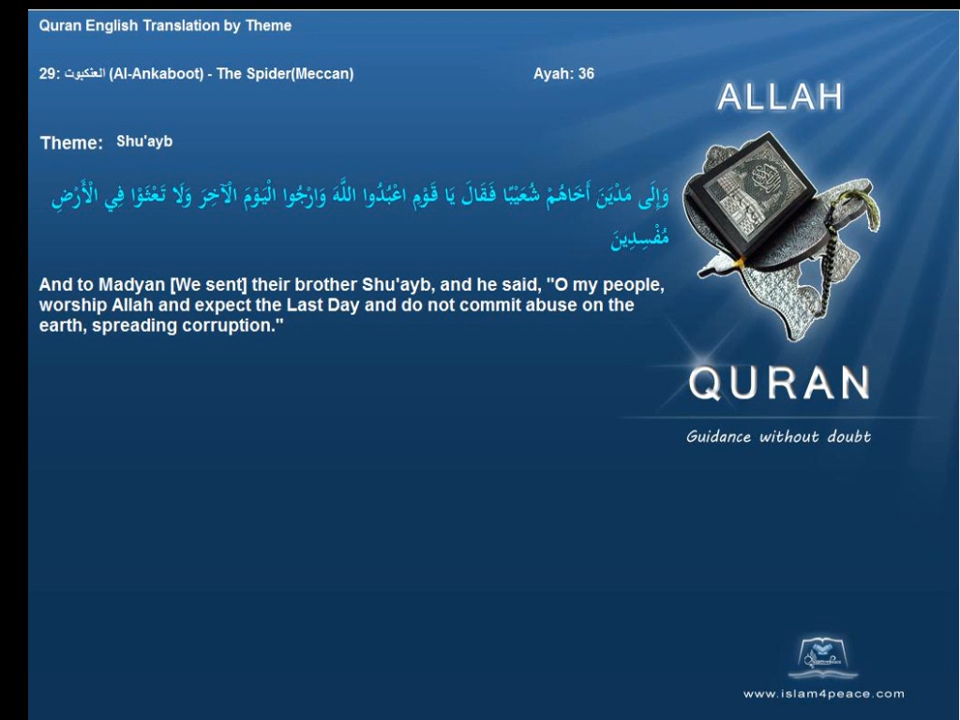 Quran English Translation by Theme
29: العنكبوت (Al-Ankaboot) - The Spider(Meccan)
Ayah: 36
Theme: Shu'ayb
وَإِلَى مَدْيَنَ أَخَاهُمْ شُعَيْبًا فَقَالَ يَا قَوْمِ اعْبُدُوا اللَّهَ وَارْجُوا الْيَوْمَ الْآخِرَ وَلَا تَعْثَوْا فِي الْأَرْضِ
مُفْسِدِينَ
And to Madyan [We sent] their brother Shu'ayb, and he said, "O my people,
worship Allah and expect the Last Day and do not commit abuse on the
earth, spreading corruption."
ALLAH
QURAN
Guidance without doubt
www.islam4peace.com